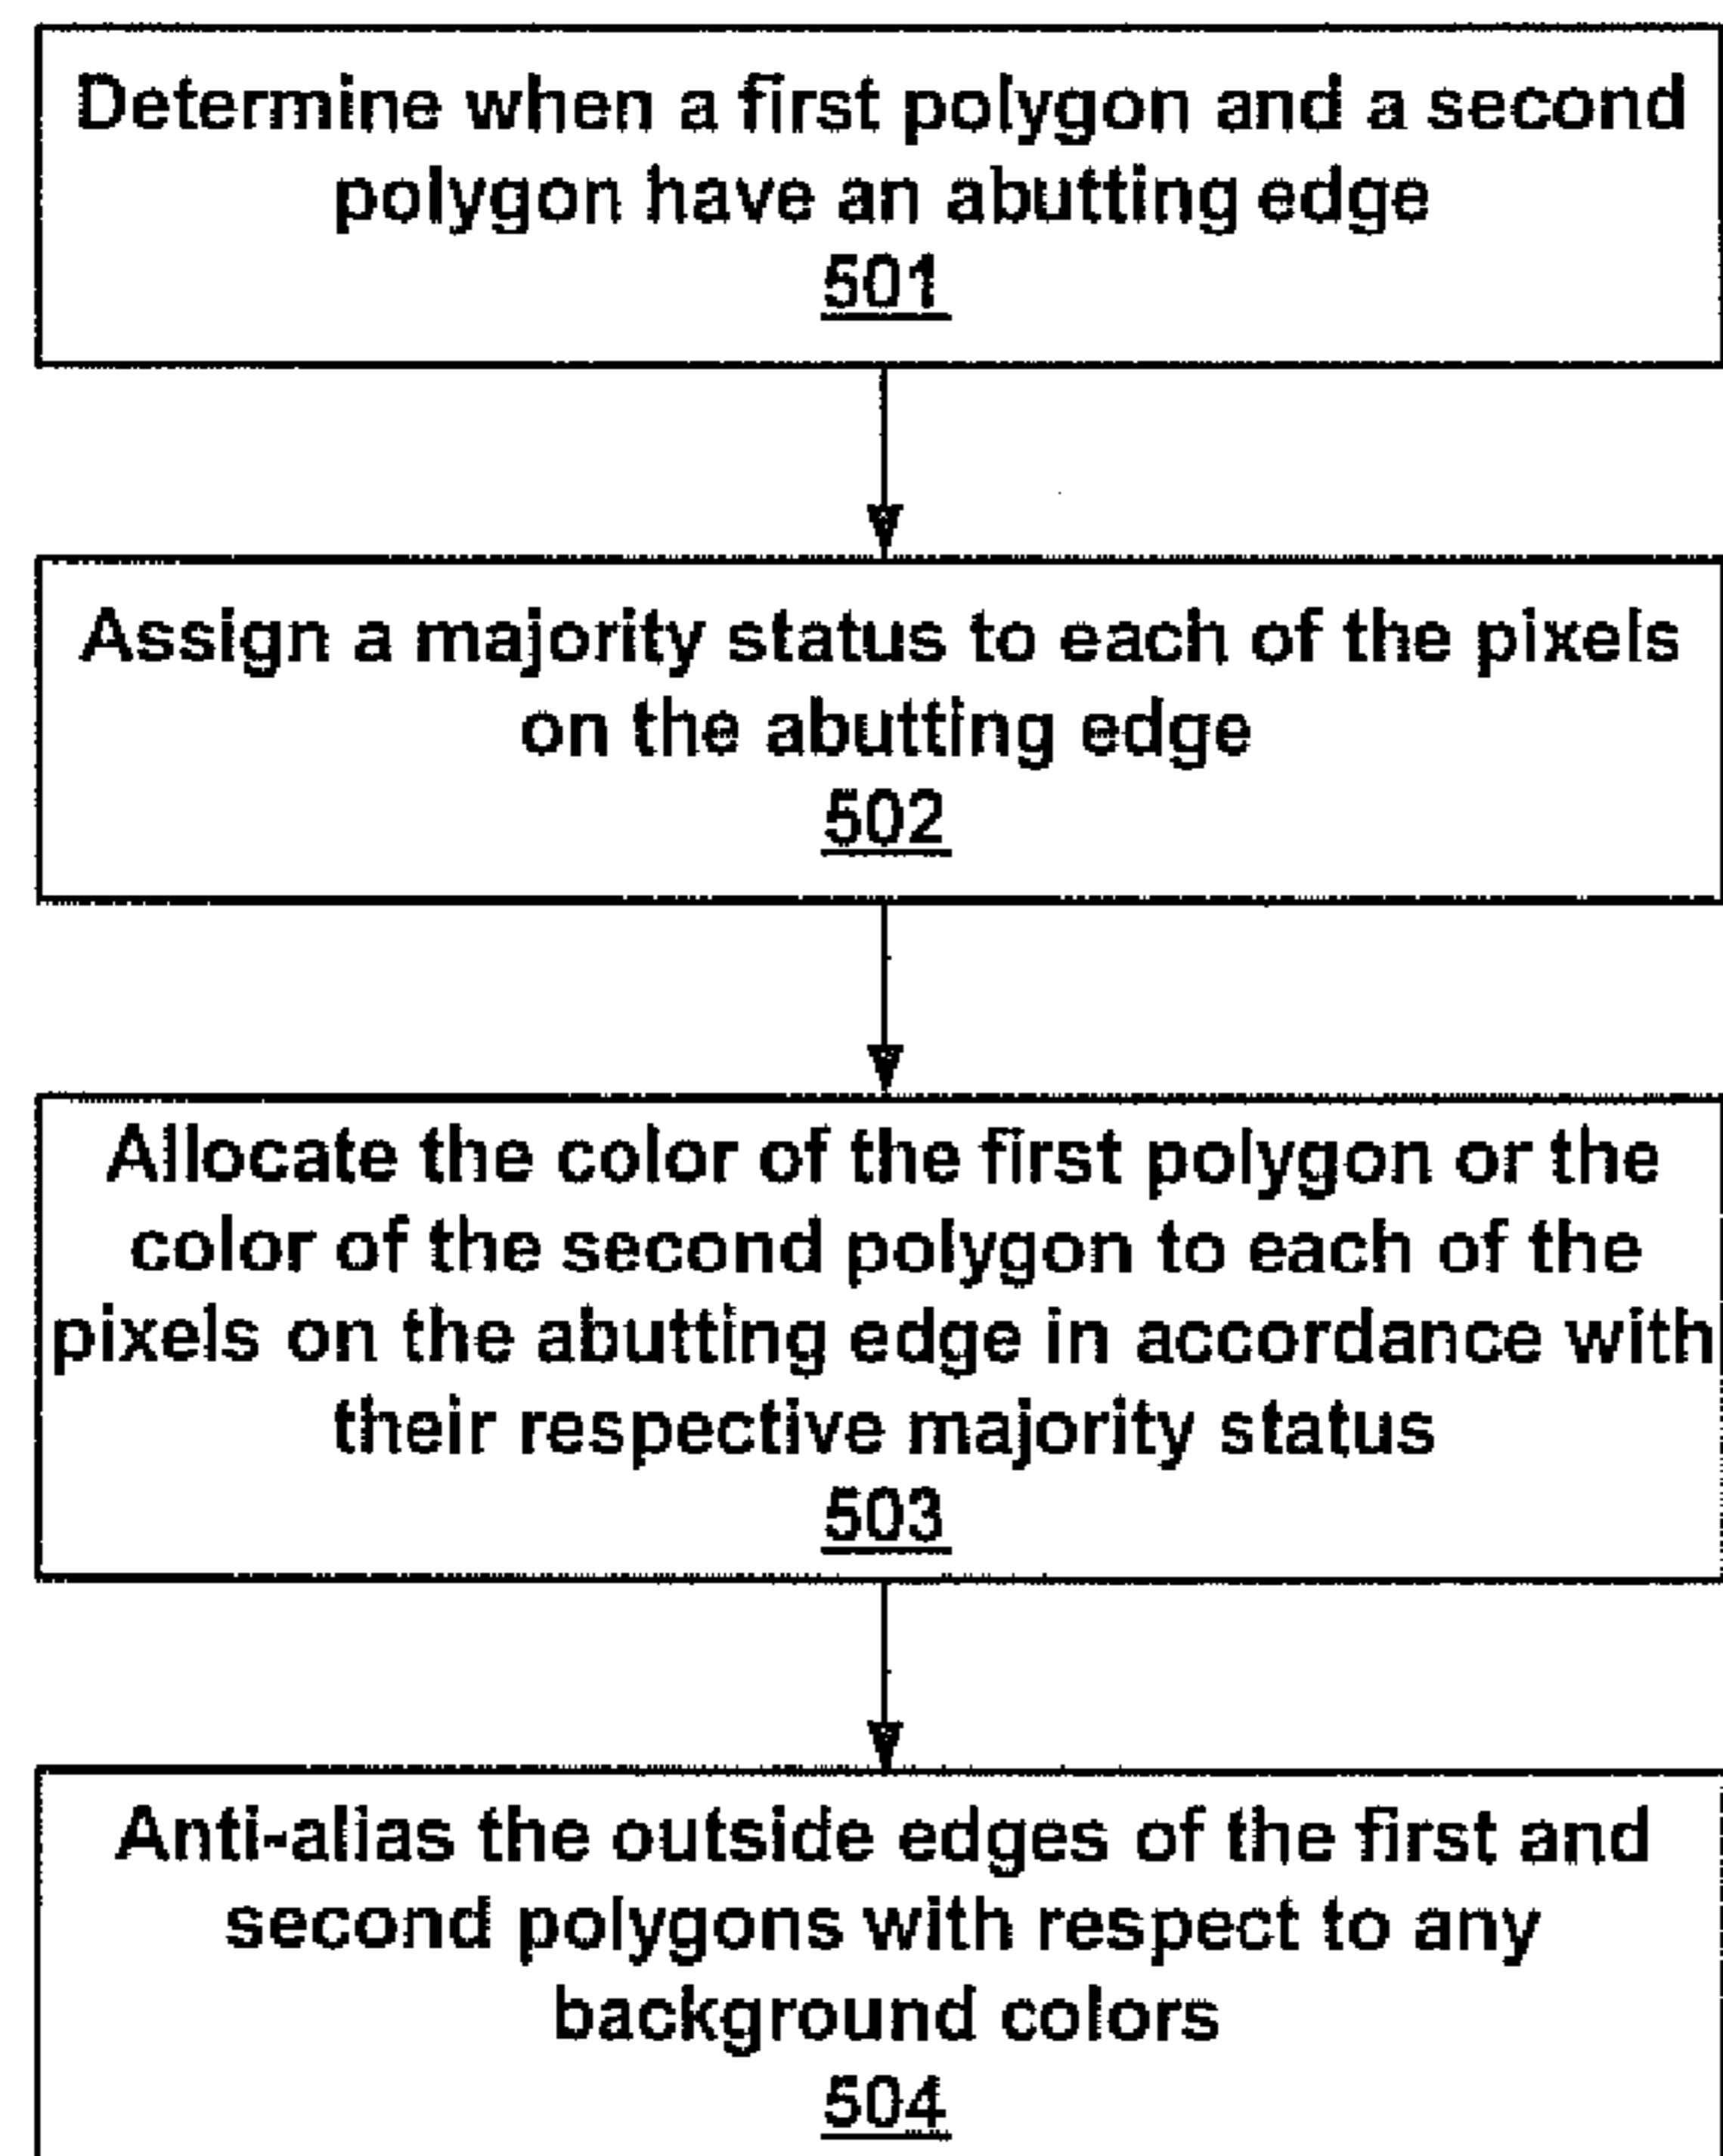 Determine when a first polygon and a second
polygon have an abutting edge
501
Assign a majority status to each of the pixels
on the abutting edge
502
Allocate the color of the first polygon or the
color of the second polygon to each of the
pixels on the abutting edge in accordance with
their respective majority status
503
Anti-alias the outside edges of the first and
second polygons with respect to any
background colors
504